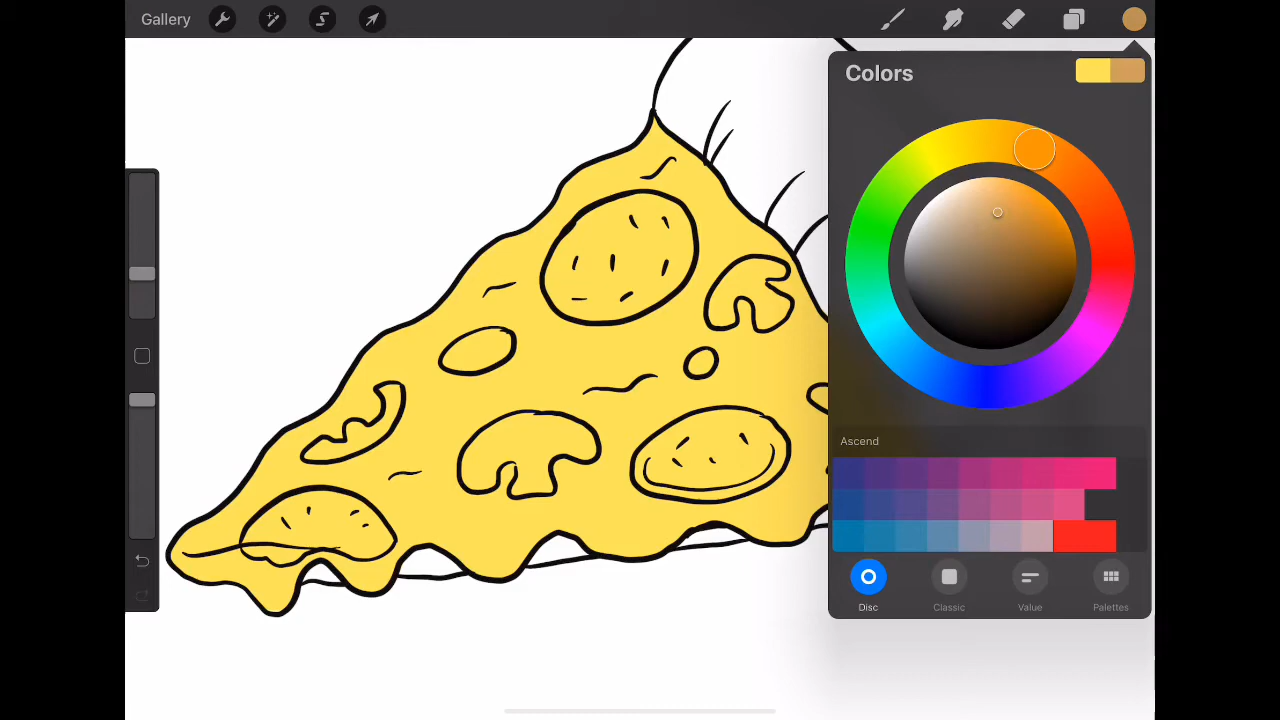 Gallery
Colors
Ascend
Disc
Classic
Value
Palettes